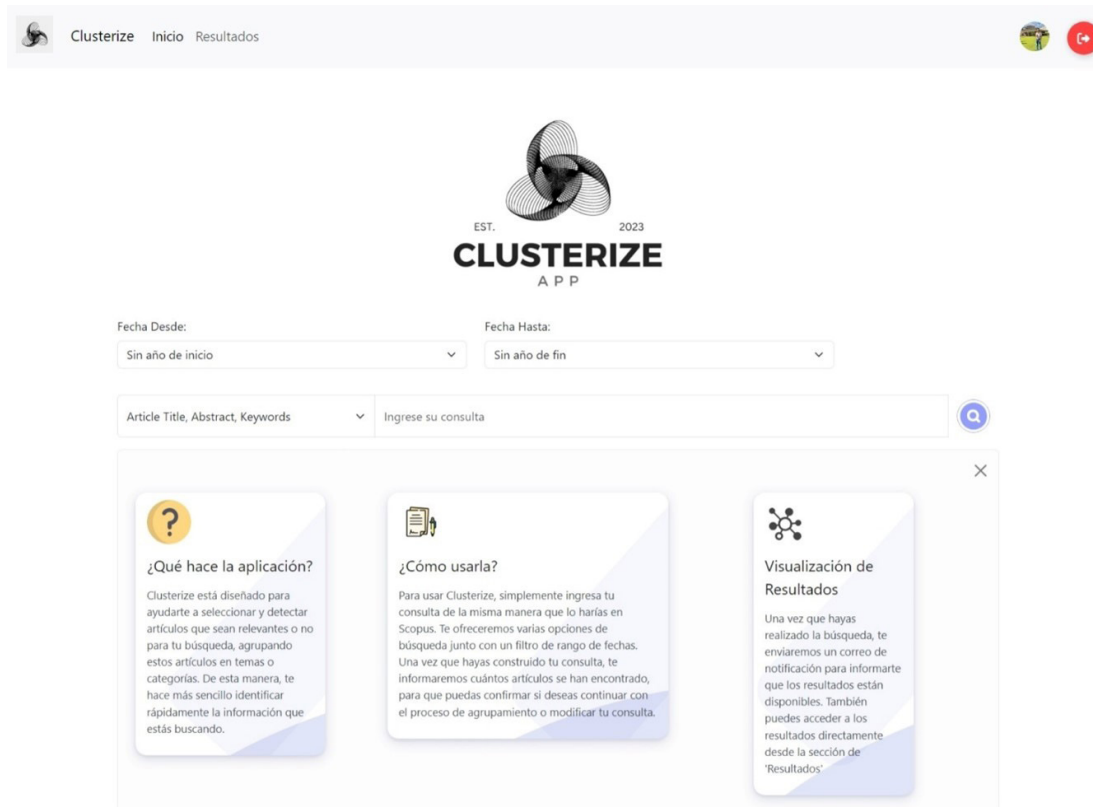 Clusterize Inicio Resultados
EST. 2023
CLUSTERIZE
APP
Fecha Desde:
Sin año de inicio
Fecha Hasta:
Sin año de fin
Article Title, Abstract, Keywords
Ingrese su consulta
¿Qué hace la aplicación?
Clusterize está diseñado para
ayudarte a seleccionar y detectar
artículos que sean relevantes o no
para tu búsqueda, agrupando
estos artículos en temas o
categorías. De esta manera, te
hace más sencillo identificar
rápidamente la información que
estás buscando.
¿Cómo usarla?
Para usar Clusterize, simplemente ingresa tu
consulta de la misma manera que lo harías en
Scopus. Te ofreceremos varias opciones de
búsqueda junto con un filtro de rango de fechas.
Una vez que hayas construido tu consulta, te
informaremos cuántos artículos se han encontrado,
para que puedas confirmar si deseas continuar con
el proceso de agrupamiento o modificar tu consulta.
Visualización de
Resultados
Una vez que hayas
realizado la búsqueda, te
enviaremos un correo de
notificación para informarte
que los resultados están
disponibles. También
puedes acceder a los
resultados directamente
desde la sección de
'Resultados'